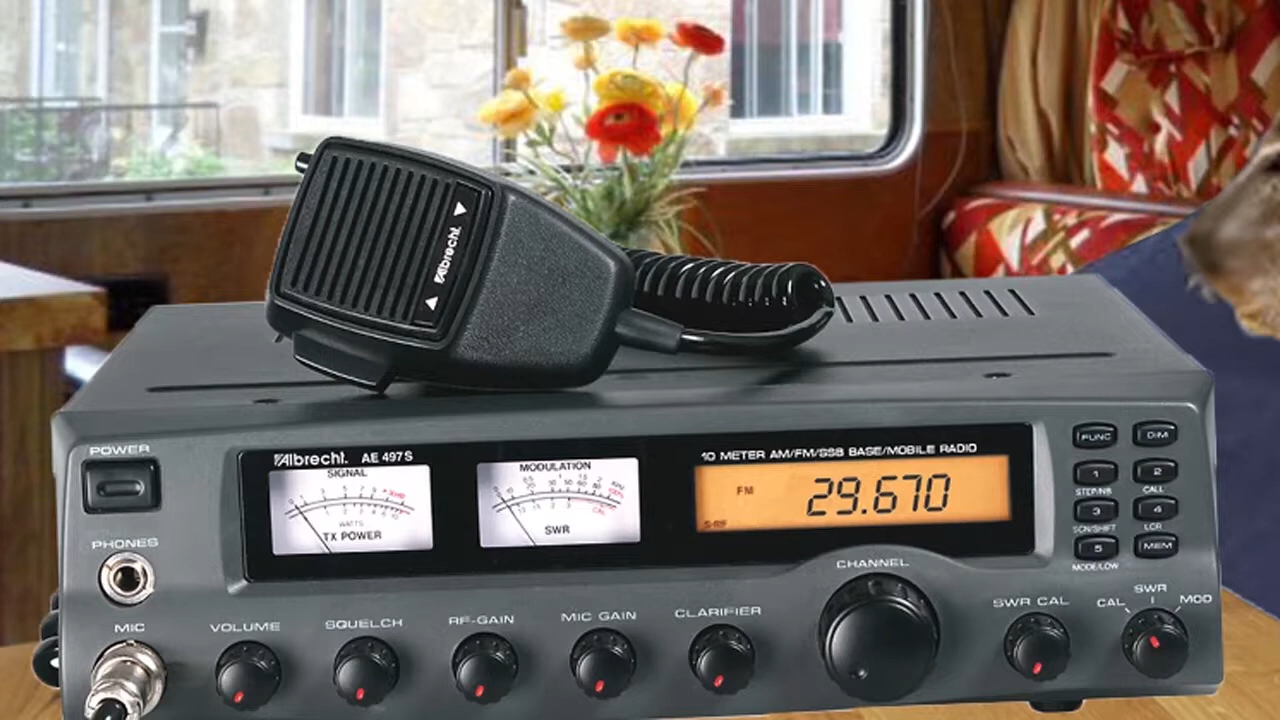 Albrecht
POWER
Albrecht AE 497S
10 METER AM/FM/SSB BASE/MOBILE RADIO
SIGNAL
WATTS
TX POWER
MODULATION
SWR
FM
29.670
FUNC
DIM
1
2
STEP/NB
CALL
3
4
SCN/SHIFT
LCR
5
MEM
MODE/LOW
PHONES
CHANNEL
MIC
VOLUME
SQUELCH
RF-GAIN
MIC GAIN
CLARIFIER
SWR CAL
CAL
SWR
MOD